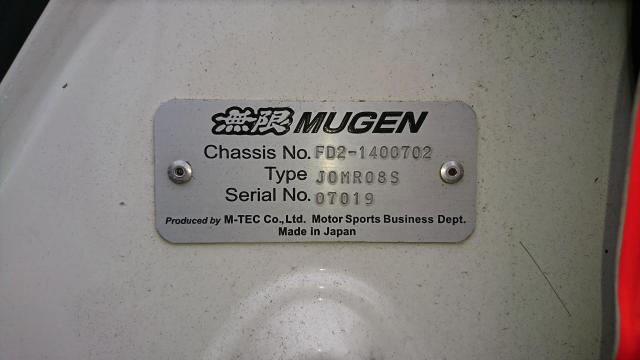 無限 MUGEN
Chassis No. FD2-1400702
Type J0MR08S
Serial No. 07019
Produced by M-TEC Co.,Ltd. Motor Sports Business Dept.
Made in Japan